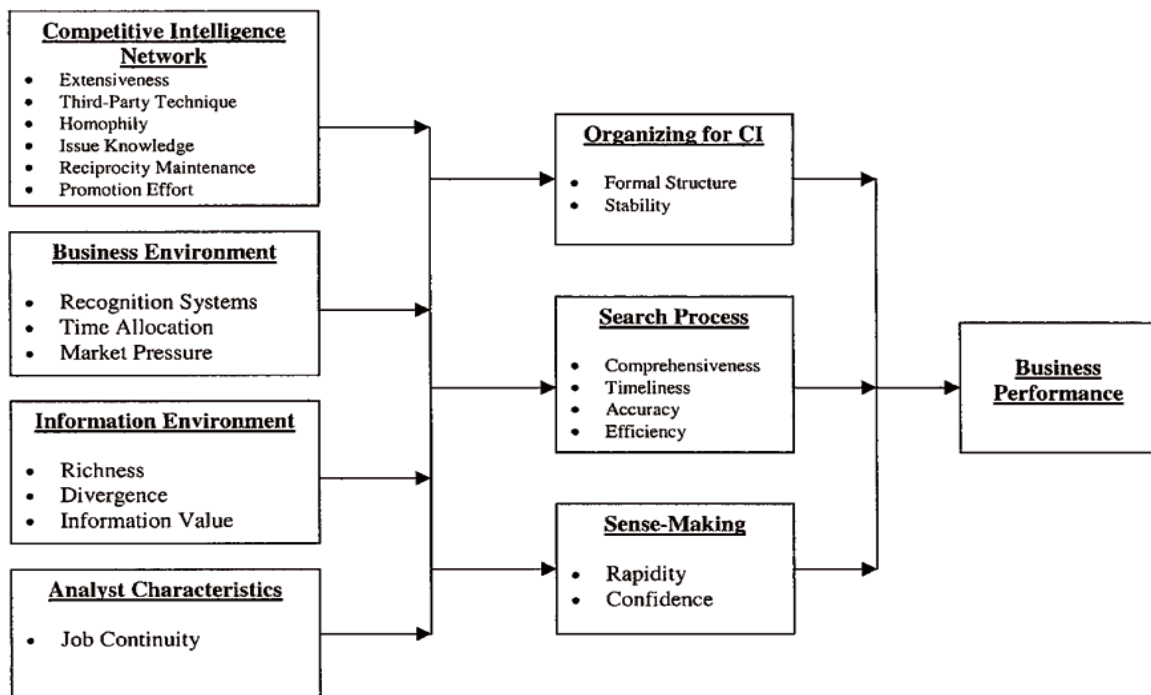 Competitive Intelligence
Network
• Extensiveness
• Third-Party Technique
• Homophily
• Issue Knowledge
• Reciprocity Maintenance
• Promotion Effort
Business Environment
• Recognition Systems
• Time Allocation
• Market Pressure
Information Environment
• Richness
• Divergence
• Information Value
Analyst Characteristics
• Job Continuity
Organizing for CI
• Formal Structure
• Stability
Search Process
• Comprehensiveness
• Timeliness
• Accuracy
• Efficiency
Sense-Making
• Rapidity
• Confidence
Business
Performance